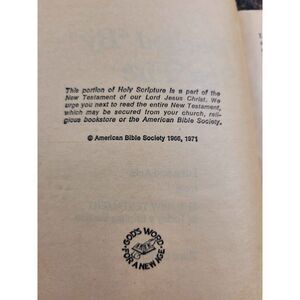 This portion of Holy Scripture is a part of the
New Testament of our Lord Jesus Christ. We
urge you next to read the entire New Testament,
which may be secured from your church, reli-
gious bookstore or the American Bible Society.
© American Bible Society 1966, 1971
GOD'S WORD
FOR A NEW AGE